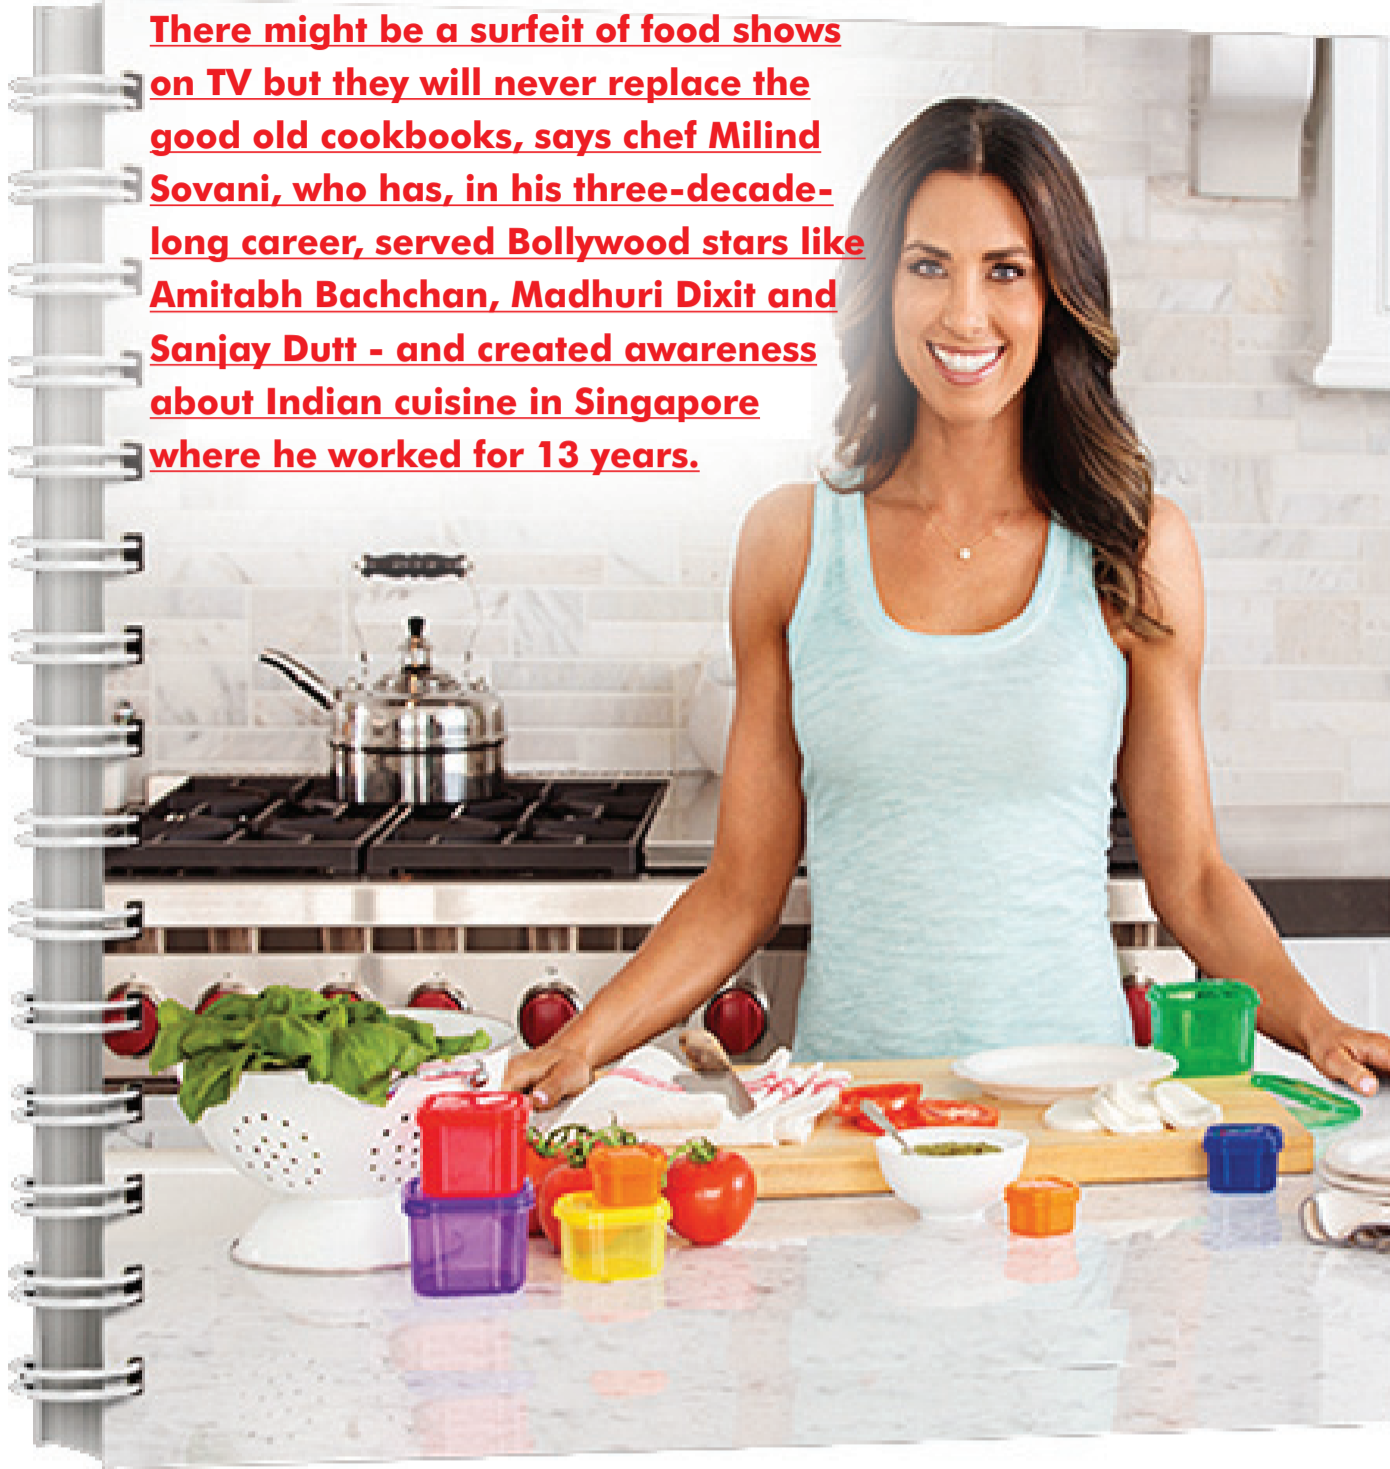 There might be a surfeit of food shows
on TV but they will never replace the
good old cookbooks, says chef Milind
Sovani, who has, in his three-decade-
long career, served Bollywood stars like
Amitabh Bachchan, Madhuri Dixit and
Sanjay Dutt - and created awareness
about Indian cuisine in Singapore
where he worked for 13 years.